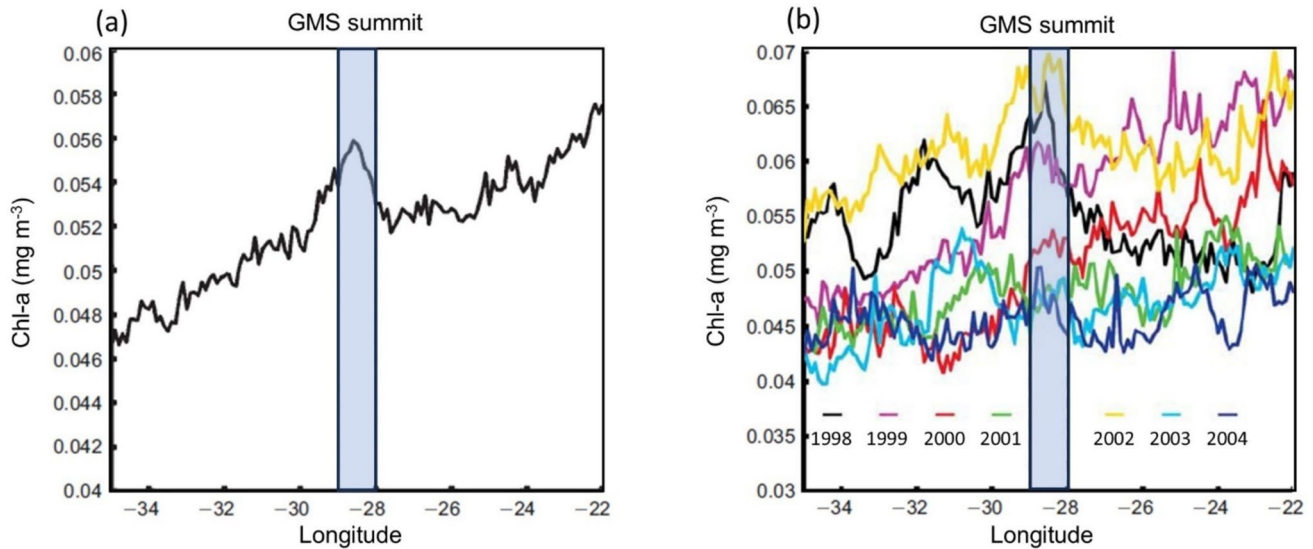 (a)
GMS summit
0.06
0.058
0.056
0.054
0.052
0.05
0.048
0.046
0.044
0.042
0.04
Chl-a (mg m⁻³)
−34 −32 −30 −28 −26 −24 −22
Longitude
(b)
GMS summit
0.07
0.065
0.06
0.055
0.05
0.045
0.04
0.035
0.03
Chl-a (mg m⁻³)
1998 1999 2000 2001 2002 2003 2004
−34 −32 −30 −28 −26 −24 −22
Longitude